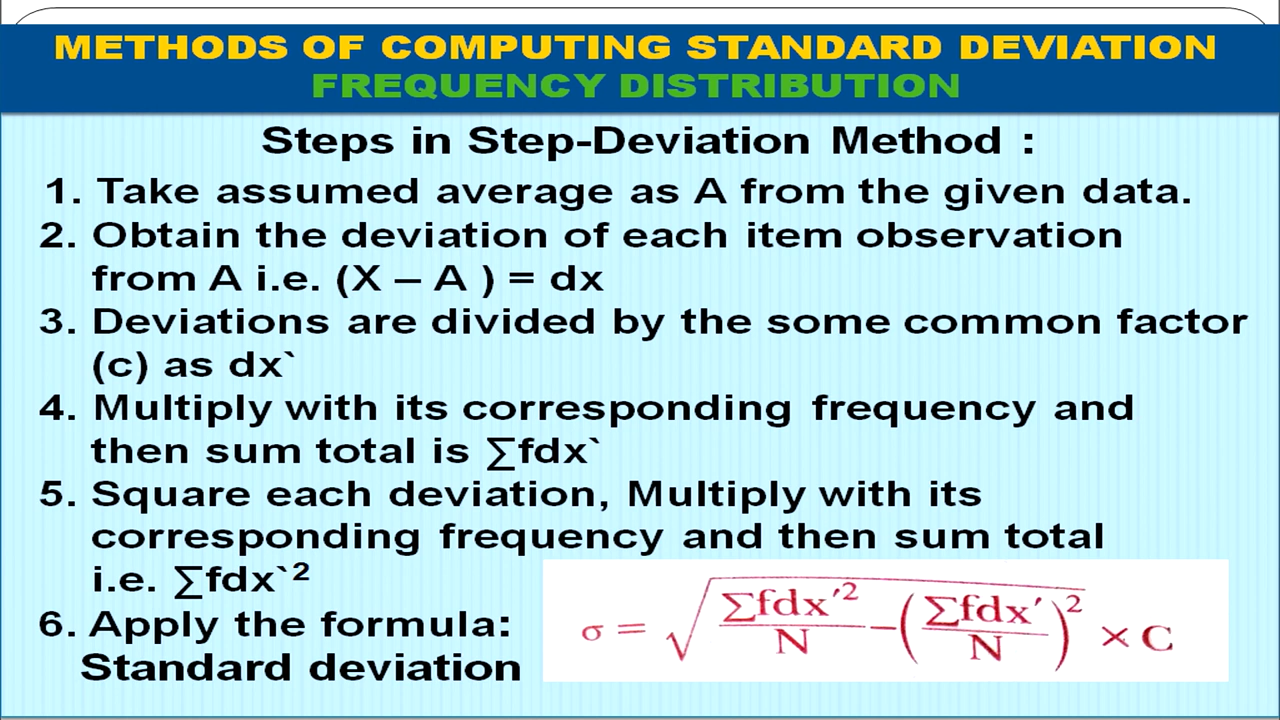 METHODS OF COMPUTING STANDARD DEVIATION
FREQUENCY DISTRIBUTION
Steps in Step-Deviation Method :
1. Take assumed average as A from the given data.
2. Obtain the deviation of each item observation
from A i.e. (X – A ) = dx
3. Deviations are divided by the some common factor
(c) as dx`
4. Multiply with its corresponding frequency and
then sum total is ∑fdx`
5. Square each deviation, Multiply with its
corresponding frequency and then sum total
i.e. ∑fdx`²
6. Apply the formula:
Standard deviation
σ = √(∑fdx′²/N − (∑fdx′/N)²) × C